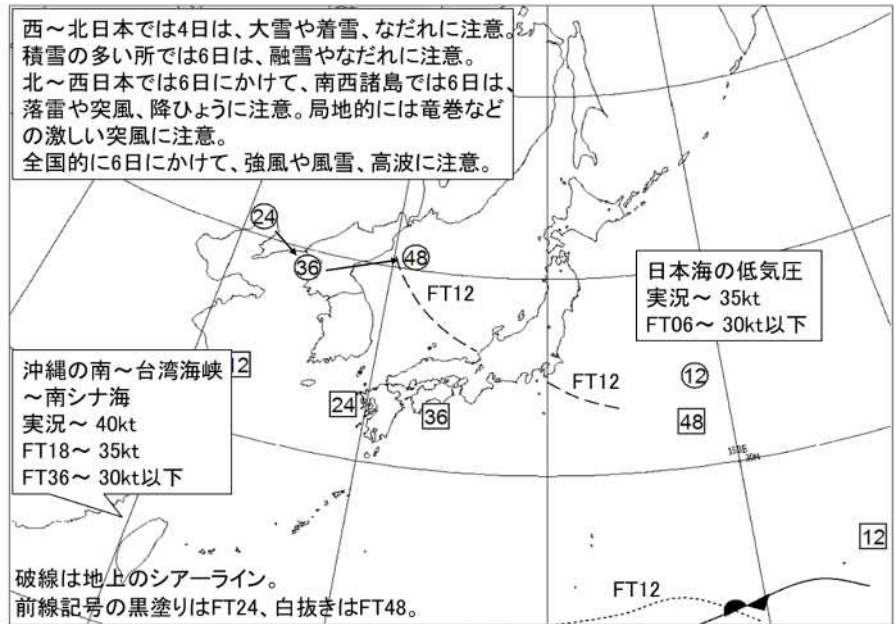 西～北日本では4日は、大雪や着雪、なだれに注意。
積雪の多い所では6日は、融雪やなだれに注意。
北～西日本では6日にかけて、南西諸島では6日は、
落雷や突風、降ひょうに注意。局地的には竜巻など
の激しい突風に注意。
全国的に6日にかけて、強風や風雪、高波に注意。
24
36
48
FT12
日本海の低気圧
実況～ 35kt
FT06～ 30kt以下
12
沖縄の南～台湾海峡
～南シナ海
実況～ 40kt
FT18～ 35kt
FT36～ 30kt以下
24
36
FT12
12
48
150E
30N
12
FT12
破線は地上のシアーライン。
前線記号の黒塗りはFT24、白抜きはFT48。